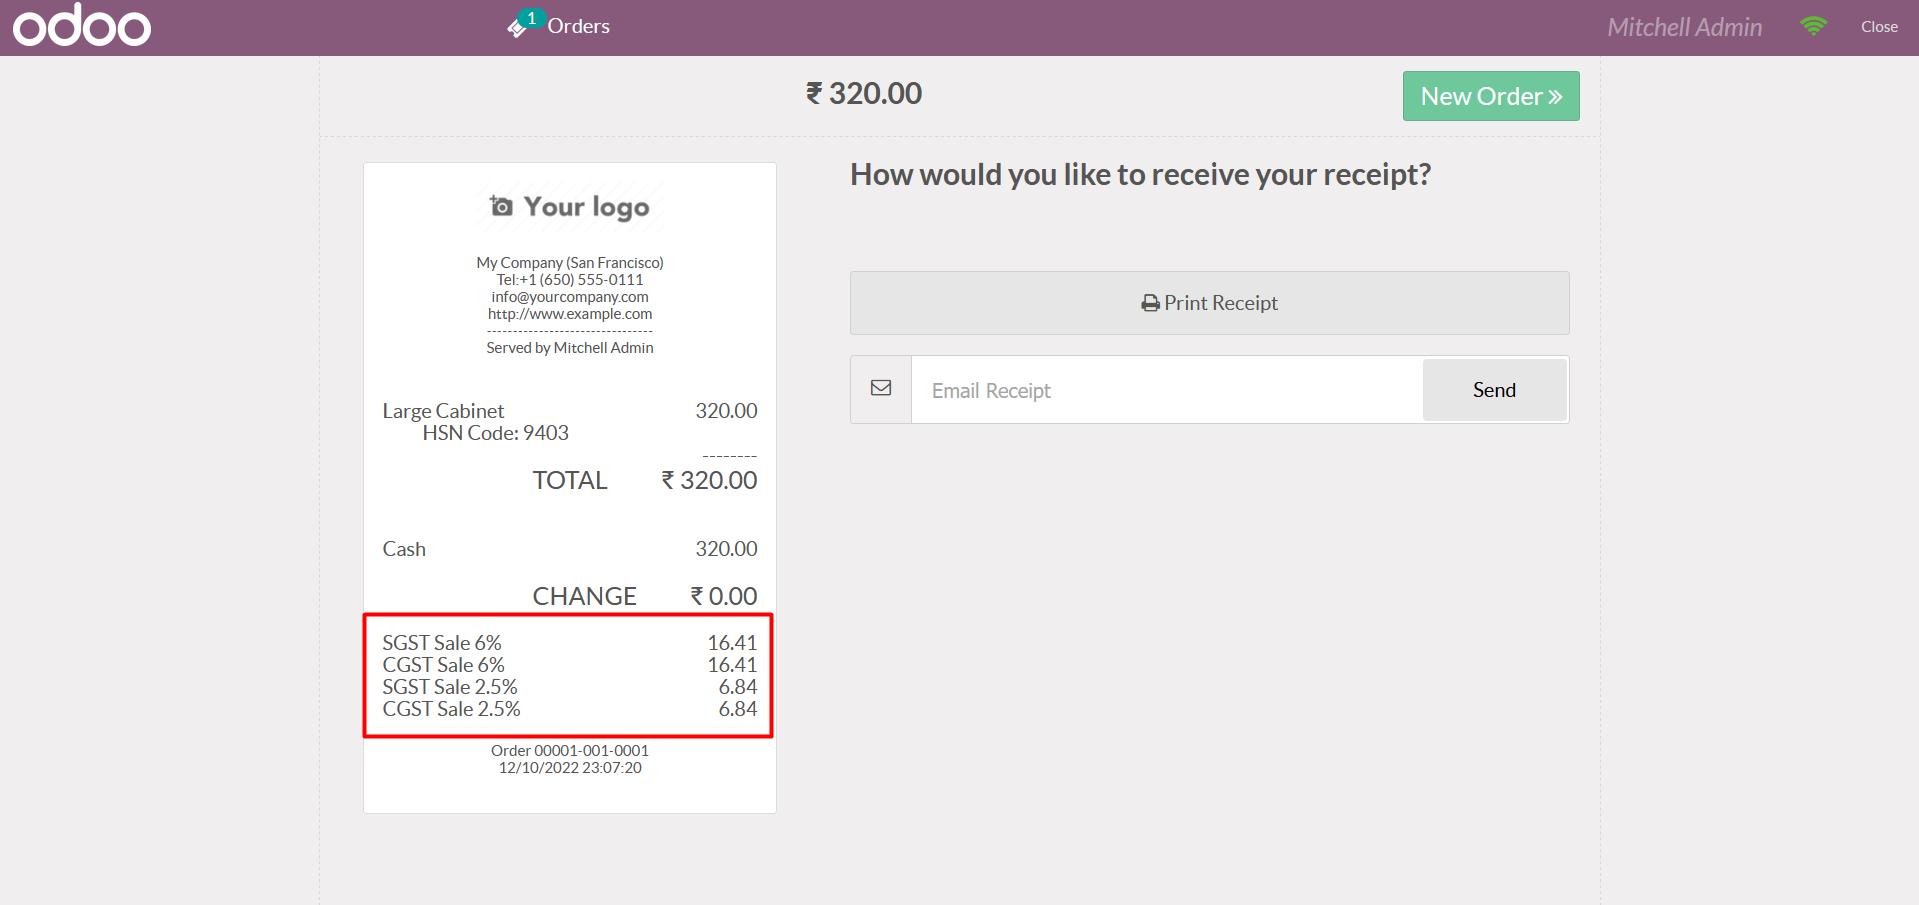 odoo
1
Orders
Mitchell Admin
Close
₹ 320.00
New Order
Your logo
My Company (San Francisco)
Tel:+1 (650) 555-0111
info@yourcompany.com
http://www.example.com
--------------------------------
Served by Mitchell Admin
Large Cabinet 320.00
HSN Code: 9403
--------
TOTAL ₹ 320.00
Cash 320.00
CHANGE ₹ 0.00
SGST Sale 6% 16.41
CGST Sale 6% 16.41
SGST Sale 2.5% 6.84
CGST Sale 2.5% 6.84
Order 00001-001-0001
12/10/2022 23:07:20
How would you like to receive your receipt?
Print Receipt
Email Receipt
Send